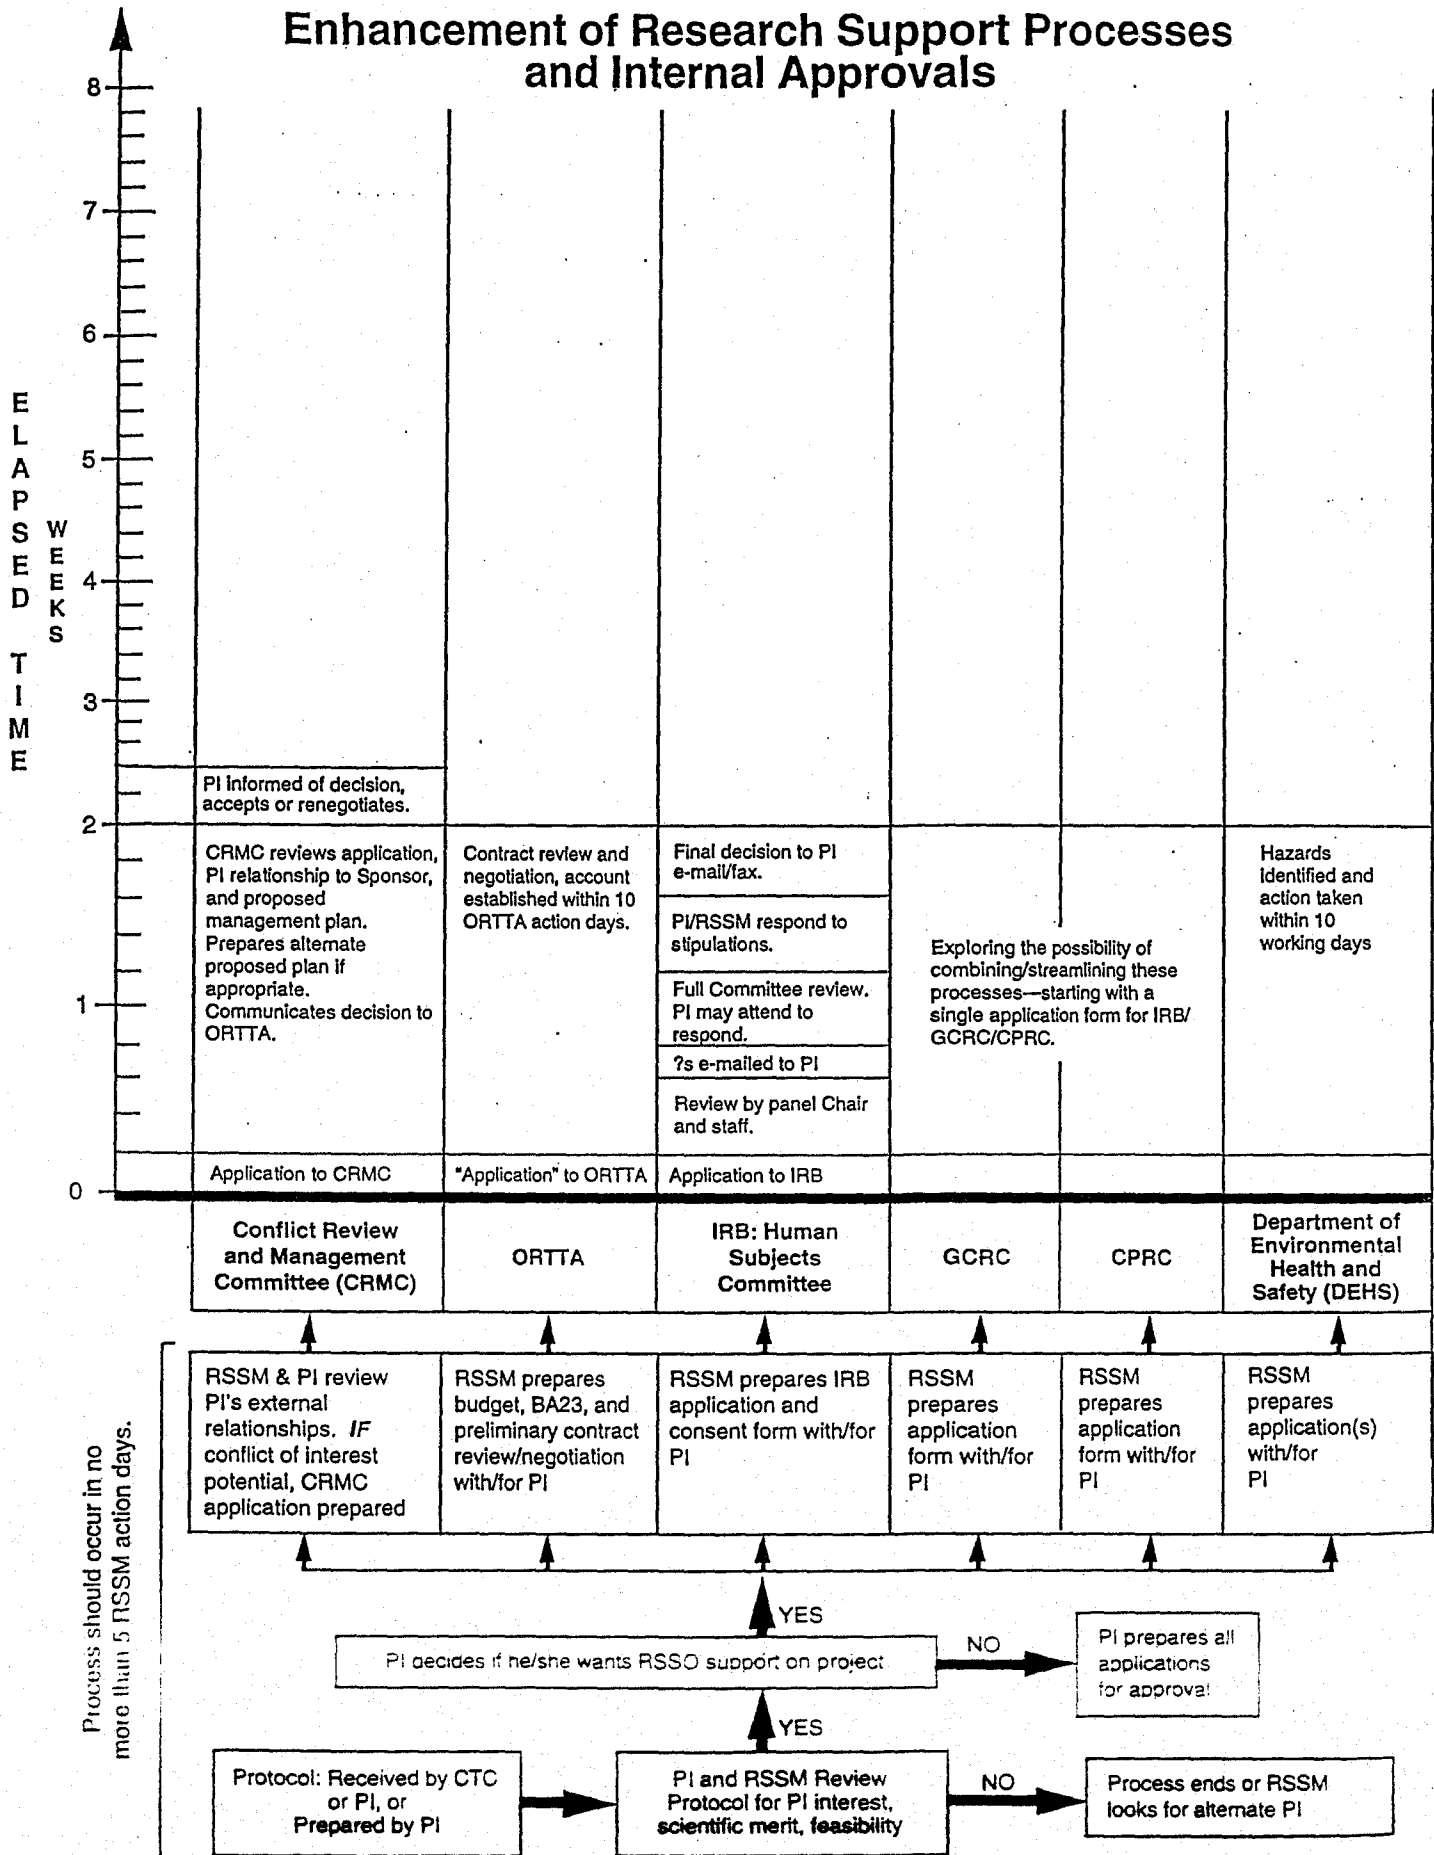 Enhancement of Research Support Processes
and Internal Approvals
8
7
6
5
4
3
2
1
0
ELAPSED TIME
WEEKS
PI informed of decision,
accepts or renegotiates.
CRMC reviews application,
PI relationship to Sponsor,
and proposed
management plan.
Prepares alternate
proposed plan if
appropriate.
Communicates decision to
ORTTA.
Application to CRMC
Contract review and
negotiation, account
established within 10
ORTTA action days.
"Application" to ORTTA
Final decision to PI
e-mail/fax.
PI/RSSM respond to
stipulations.
Full Committee review.
PI may attend to
respond.
?s e-mailed to PI
Review by panel Chair
and staff.
Application to IRB
Exploring the possibility of
combining/streamlining these
processes—starting with a
single application form for IRB/
GCRC/CPRC.
Hazards
identified and
action taken
within 10
working days
Conflict Review
and Management
Committee (CRMC)
ORTTA
IRB: Human
Subjects
Committee
GCRC
CPRC
Department of
Environmental
Health and
Safety (DEHS)
RSSM & PI review
PI's external
relationships. IF
conflict of interest
potential, CRMC
application prepared
RSSM prepares
budget, BA23, and
preliminary contract
review/negotiation
with/for PI
RSSM prepares IRB
application and
consent form with/for
PI
RSSM
prepares
application
form with/for
PI
RSSM
prepares
application
form with/for
PI
RSSM
prepares
application(s)
with/for
PI
Process should occur in no
more than 5 RSSM action days.
YES
PI decides if he/she wants RSSO support on project
NO
PI prepares all
applications
for approval
YES
Protocol: Received by CTC
or PI, or
Prepared by PI
PI and RSSM Review
Protocol for PI interest,
scientific merit, feasibility
NO
Process ends or RSSM
looks for alternate PI